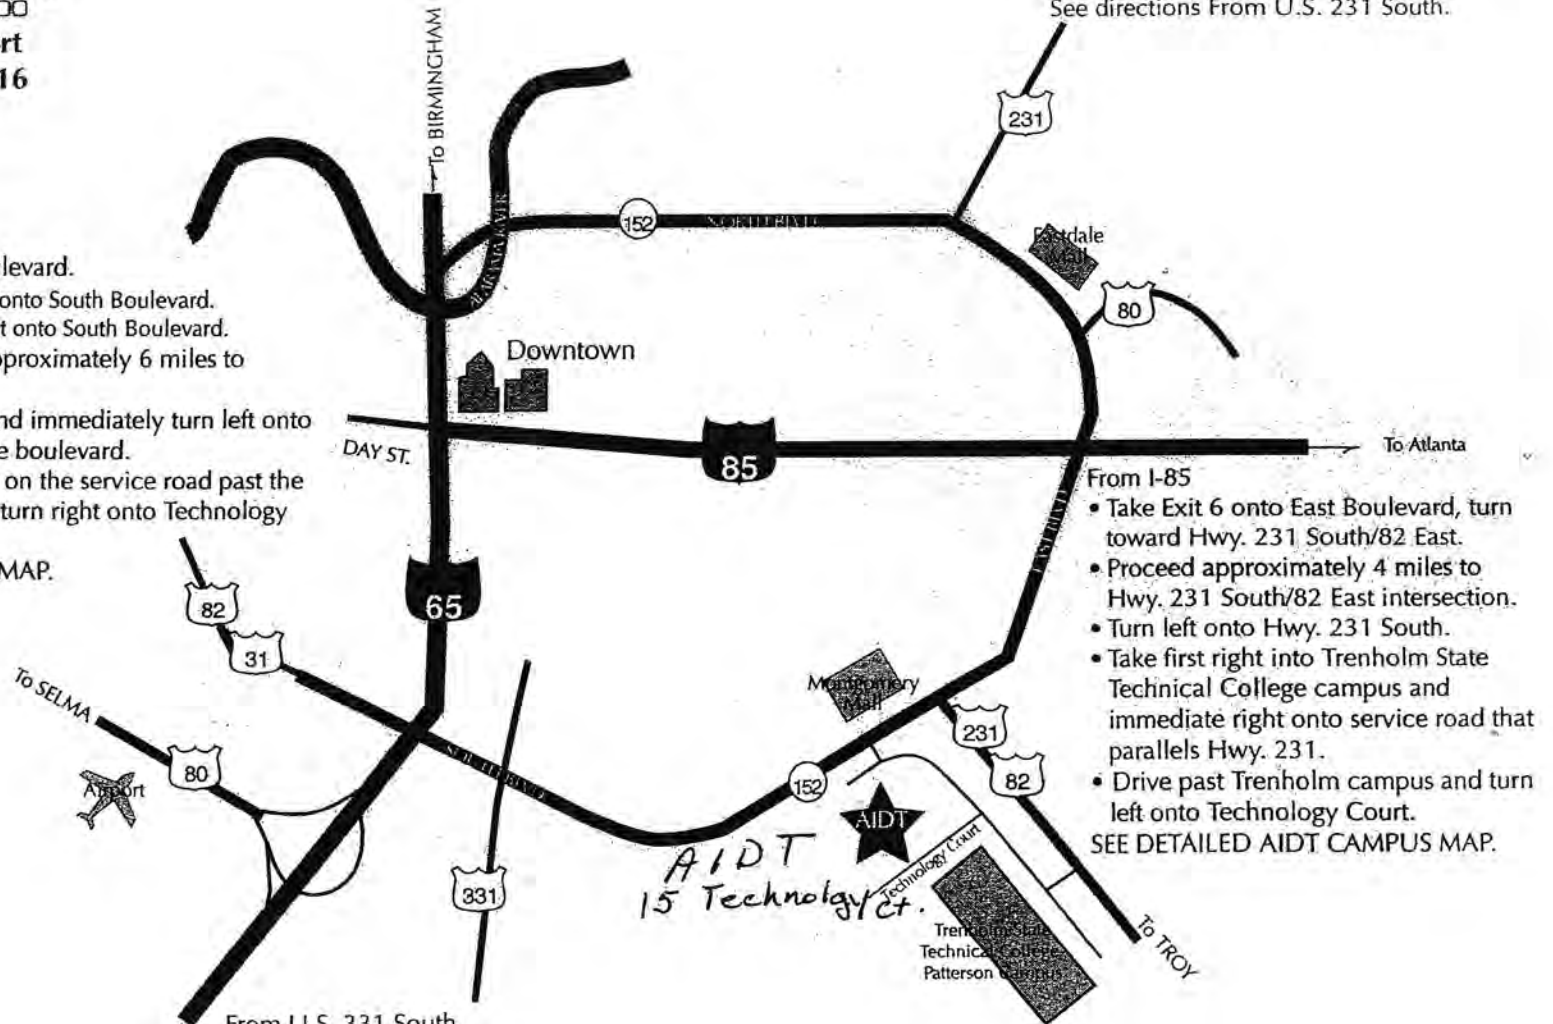 rt
16
See directions From U.S. 231 South.
To BIRMINGHAM
231
152
NORTH BLVD
ALABAMA RIVER
Eastdale
Mall
80
levard.
onto South Boulevard.
t onto South Boulevard.
pproximately 6 miles to
nd immediately turn left onto
e boulevard.
on the service road past the
turn right onto Technology
MAP.
Downtown
DAY ST.
85
To Atlanta
EAST BLVD
From I-85
• Take Exit 6 onto East Boulevard, turn
toward Hwy. 231 South/82 East.
• Proceed approximately 4 miles to
Hwy. 231 South/82 East intersection.
• Turn left onto Hwy. 231 South.
• Take first right into Trenholm State
Technical College campus and
immediate right onto service road that
parallels Hwy. 231.
• Drive past Trenholm campus and turn
left onto Technology Court.
SEE DETAILED AIDT CAMPUS MAP.
65
82
31
To SELMA
80
Airport
SOUTH BLVD
331
Montgomery
Mall
231
82
152
AIDT
Technology Court
AIDT
15 Technolgy Ct.
Trenholm State
Technical College
Patterson Campus
To TROY
From U.S. 331 South